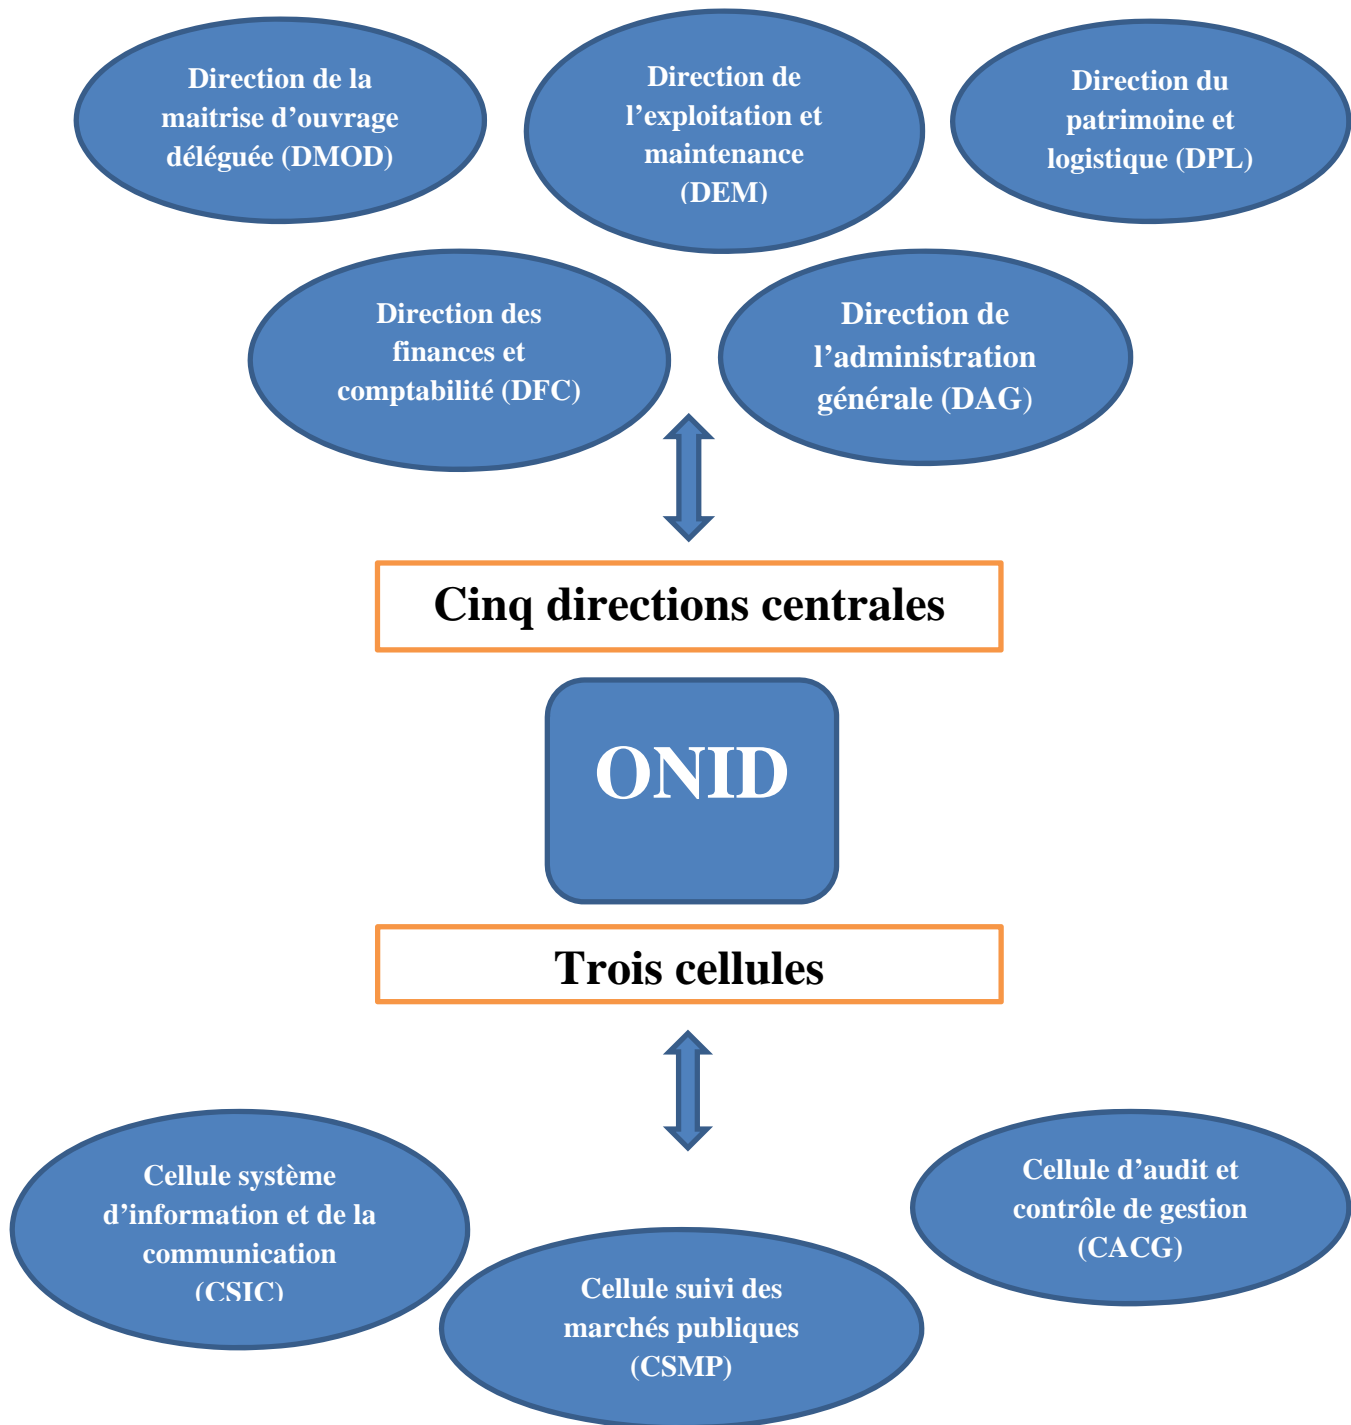 Direction de la
maitrise d’ouvrage
déléguée (DMOD)
Direction de
l’exploitation et
maintenance
(DEM)
Direction du
patrimoine et
logistique (DPL)
Direction des
finances et
comptabilité (DFC)
Direction de
l’administration
générale (DAG)
Cinq directions centrales
ONID
Trois cellules
Cellule système
d’information et de la
communication
(CSIC)
Cellule suivi des
marchés publiques
(CSMP)
Cellule d’audit et
contrôle de gestion
(CACG)